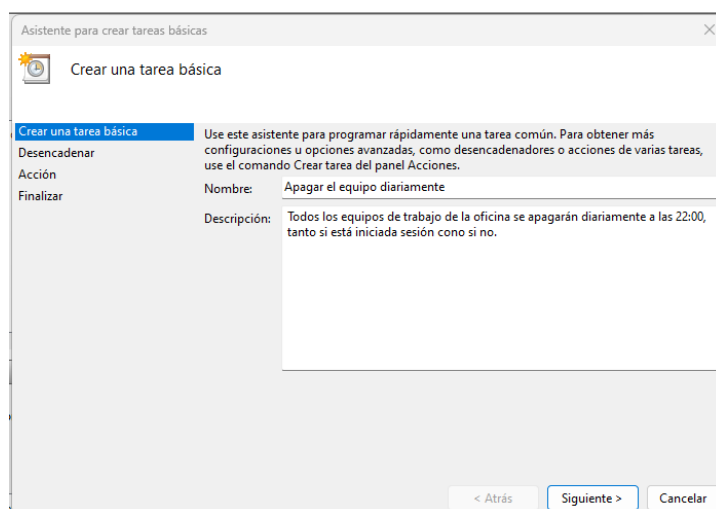 Asistente para crear tareas básicas
Crear una tarea básica
Crear una tarea básica
Desencadenar
Acción
Finalizar
Use este asistente para programar rápidamente una tarea común. Para obtener más
configuraciones u opciones avanzadas, como desencadenadores o acciones de varias tareas,
use el comando Crear tarea del panel Acciones.
Nombre: Apagar el equipo diariamente
Descripción: Todos los equipos de trabajo de la oficina se apagarán diariamente a las 22:00,
tanto si está iniciada sesión cono si no.
< Atrás Siguiente > Cancelar